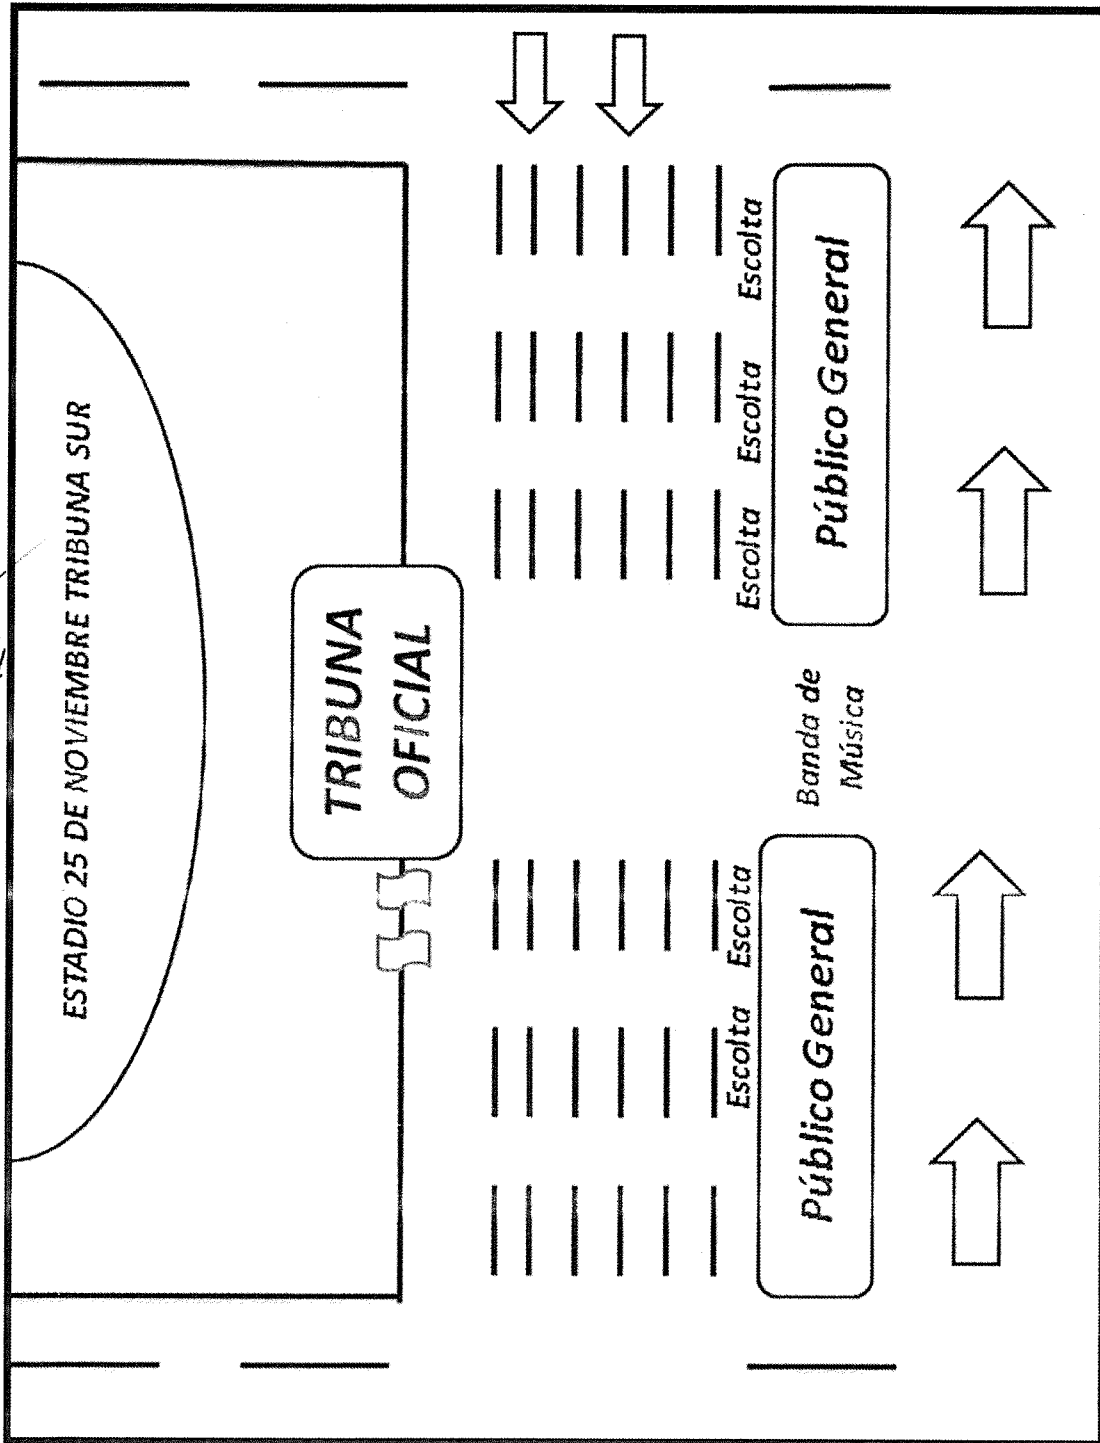 ESTADIO 25 DE NOVIEMBRE TRIBUNA SUR
TRIBUNA
OFICIAL
Escolta
Escolta
Escolta
Escolta
Escolta
Público General
Banda de
Música
Público General